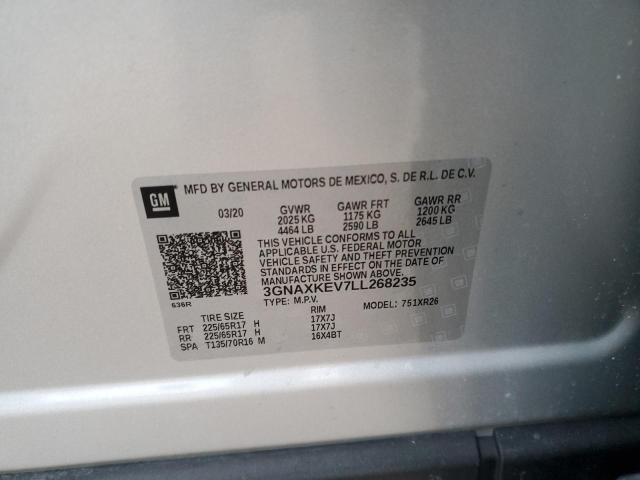 GM
MFD BY GENERAL MOTORS DE MEXICO, S. DE R.L. DE C.V.
03/20 GVWR GAWR FRT GAWR RR
2025 KG 1175 KG 1200 KG
4464 LB 2590 LB 2645 LB
THIS VEHICLE CONFORMS TO ALL
APPLICABLE U.S. FEDERAL MOTOR
VEHICLE SAFETY AND THEFT PREVENTION
STANDARDS IN EFFECT ON THE DATE OF
MANUFACTURE SHOWN ABOVE.
3GNAXKEV7LL268235
636R
TYPE: M.P.V. MODEL: 751XR26
TIRE SIZE RIM
FRT 225/65R17 H 17X7J
RR 225/65R17 H 17X7J
SPA T135/70R16 M 16X4BT